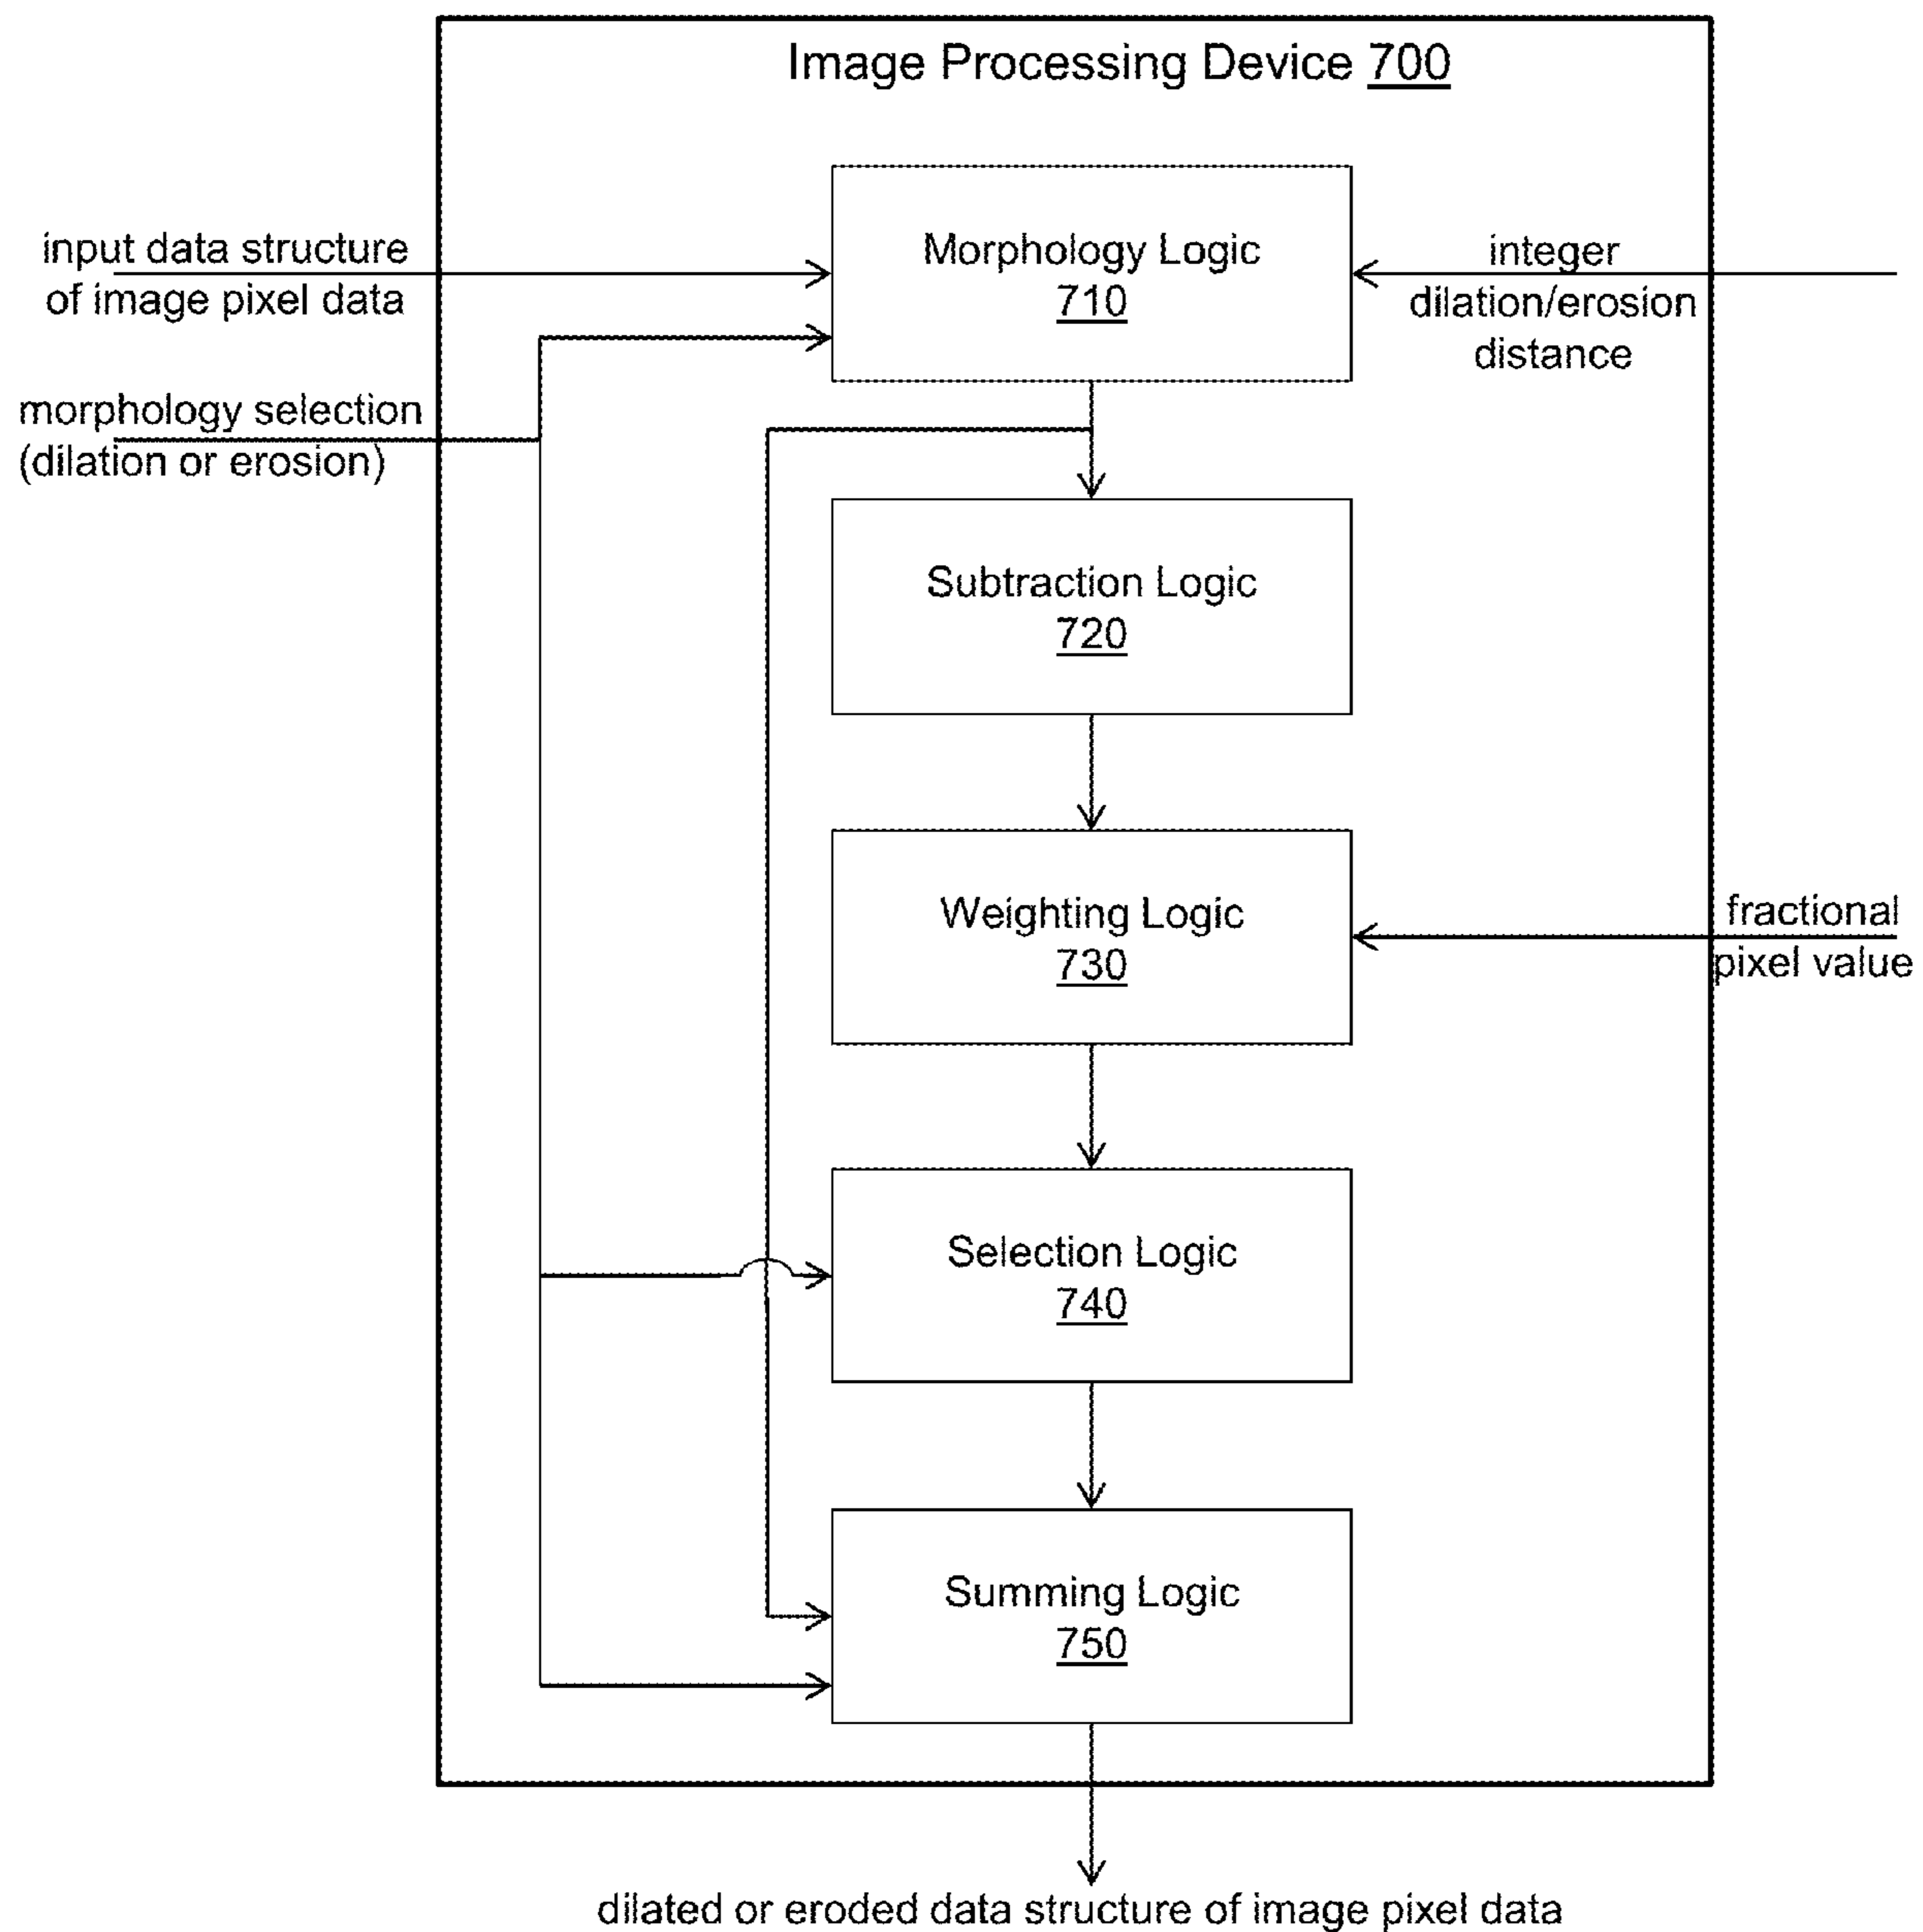 Image Processing Device 700
input data structure
of image pixel data
Morphology Logic
710
integer
dilation/erosion
distance
morphology selection
(dilation or erosion)
Subtraction Logic
720
Weighting Logic
730
fractional
pixel value
Selection Logic
740
Summing Logic
750
dilated or eroded data structure of image pixel data